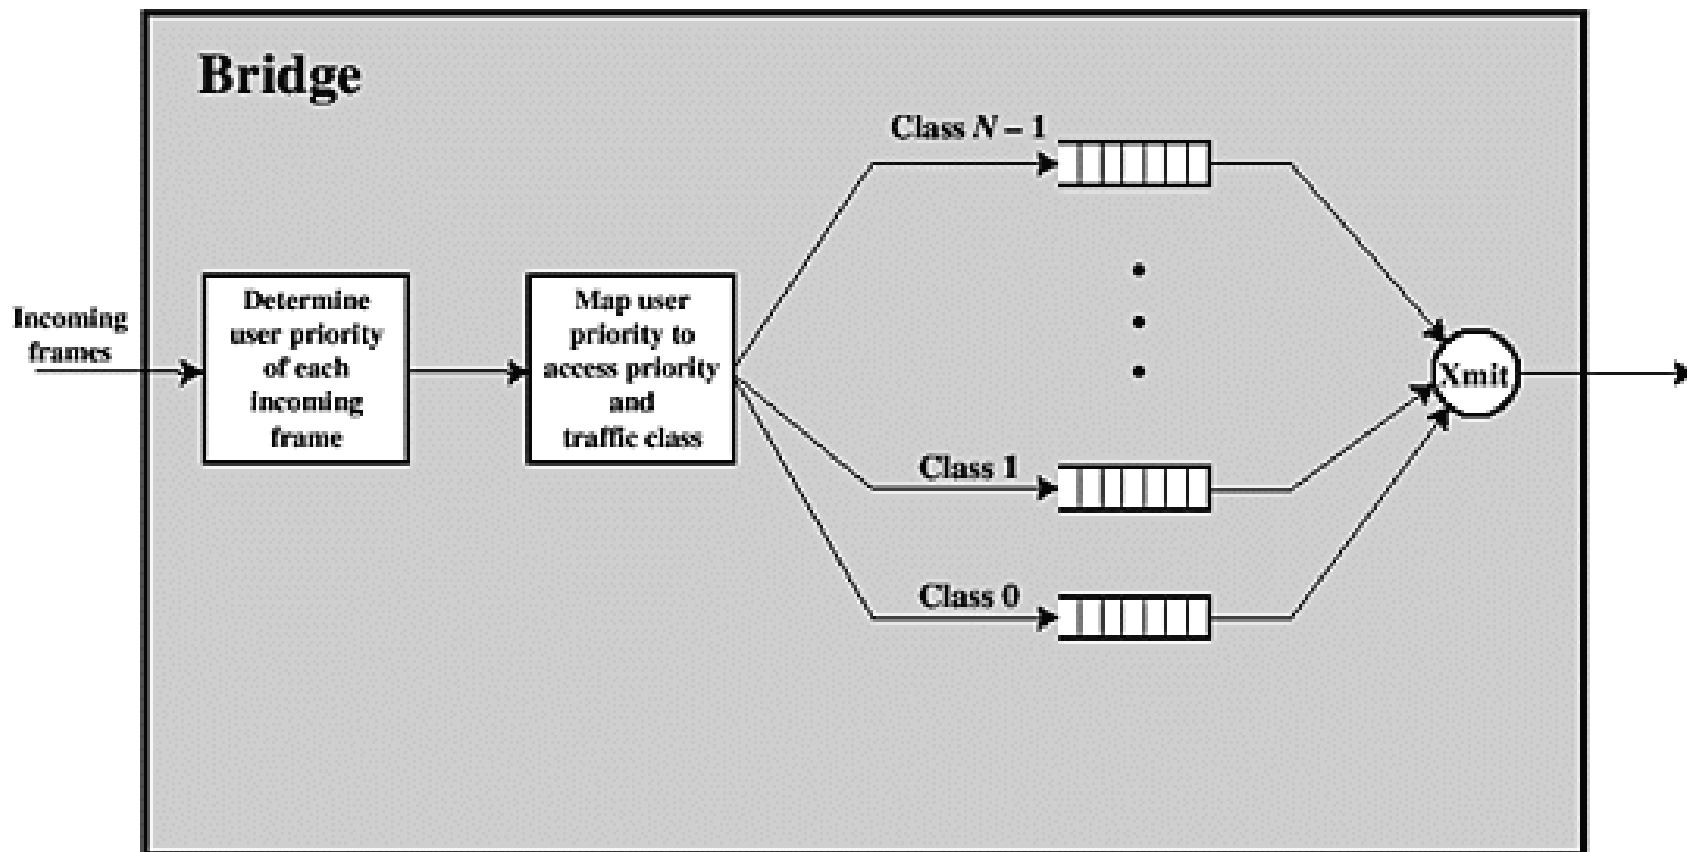 Bridge
Incoming
frames
Determine
user priority
of each
incoming
frame
Map user
priority to
access priority
and
traffic class
Class N – 1
Class 1
Class 0
Xmit